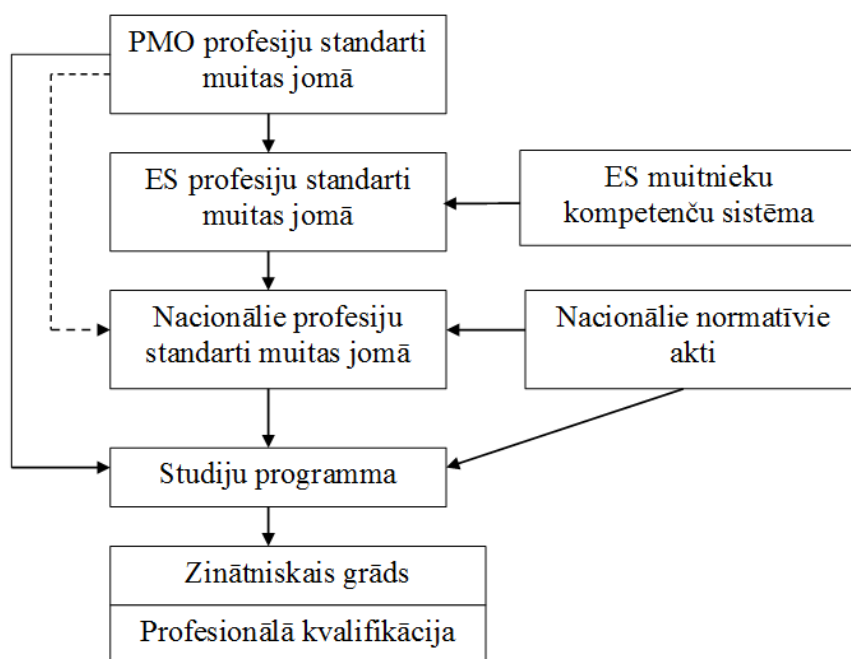 PMO profesiju standarti
muitas jomā
ES profesiju standarti
muitas jomā
ES muitnieku
kompetenču sistēma
Nacionālie profesiju
standarti muitas jomā
Nacionālie normatīvie
akti
Studiju programma
Zinātniskais grāds
Profesionālā kvalifikācija